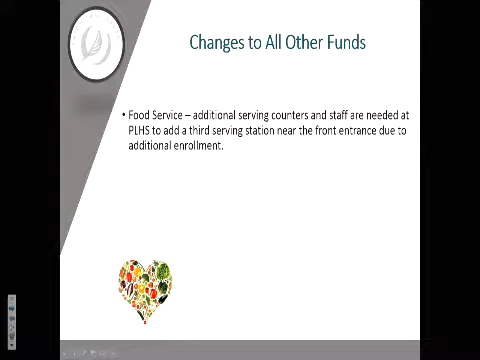 Changes to All Other Funds
• Food Service – additional serving counters and staff are needed at
PLHS to add a third serving station near the front entrance due to
additional enrollment.